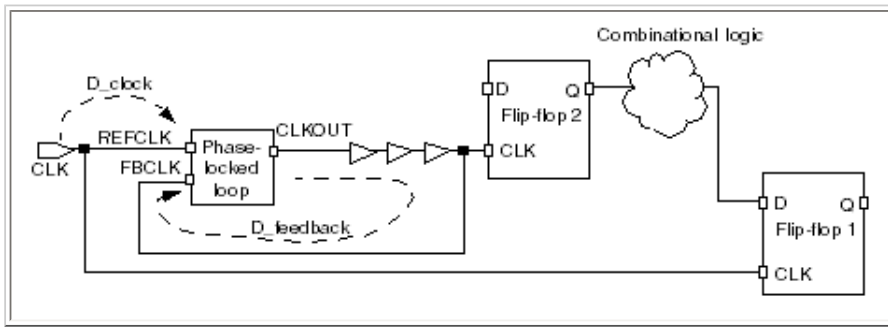 Combinational logic
D_clock
D Q
Flip-flop 2
CLK
CLKOUT
REFCLK
CLK
FBCLK
Phase-
locked
loop
D_feedback
D Q
Flip-flop 1
CLK